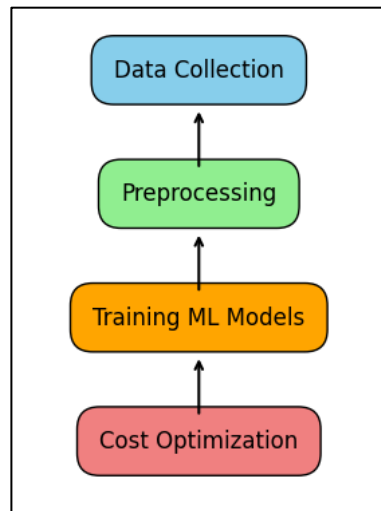 Data Collection
Preprocessing
Training ML Models
Cost Optimization